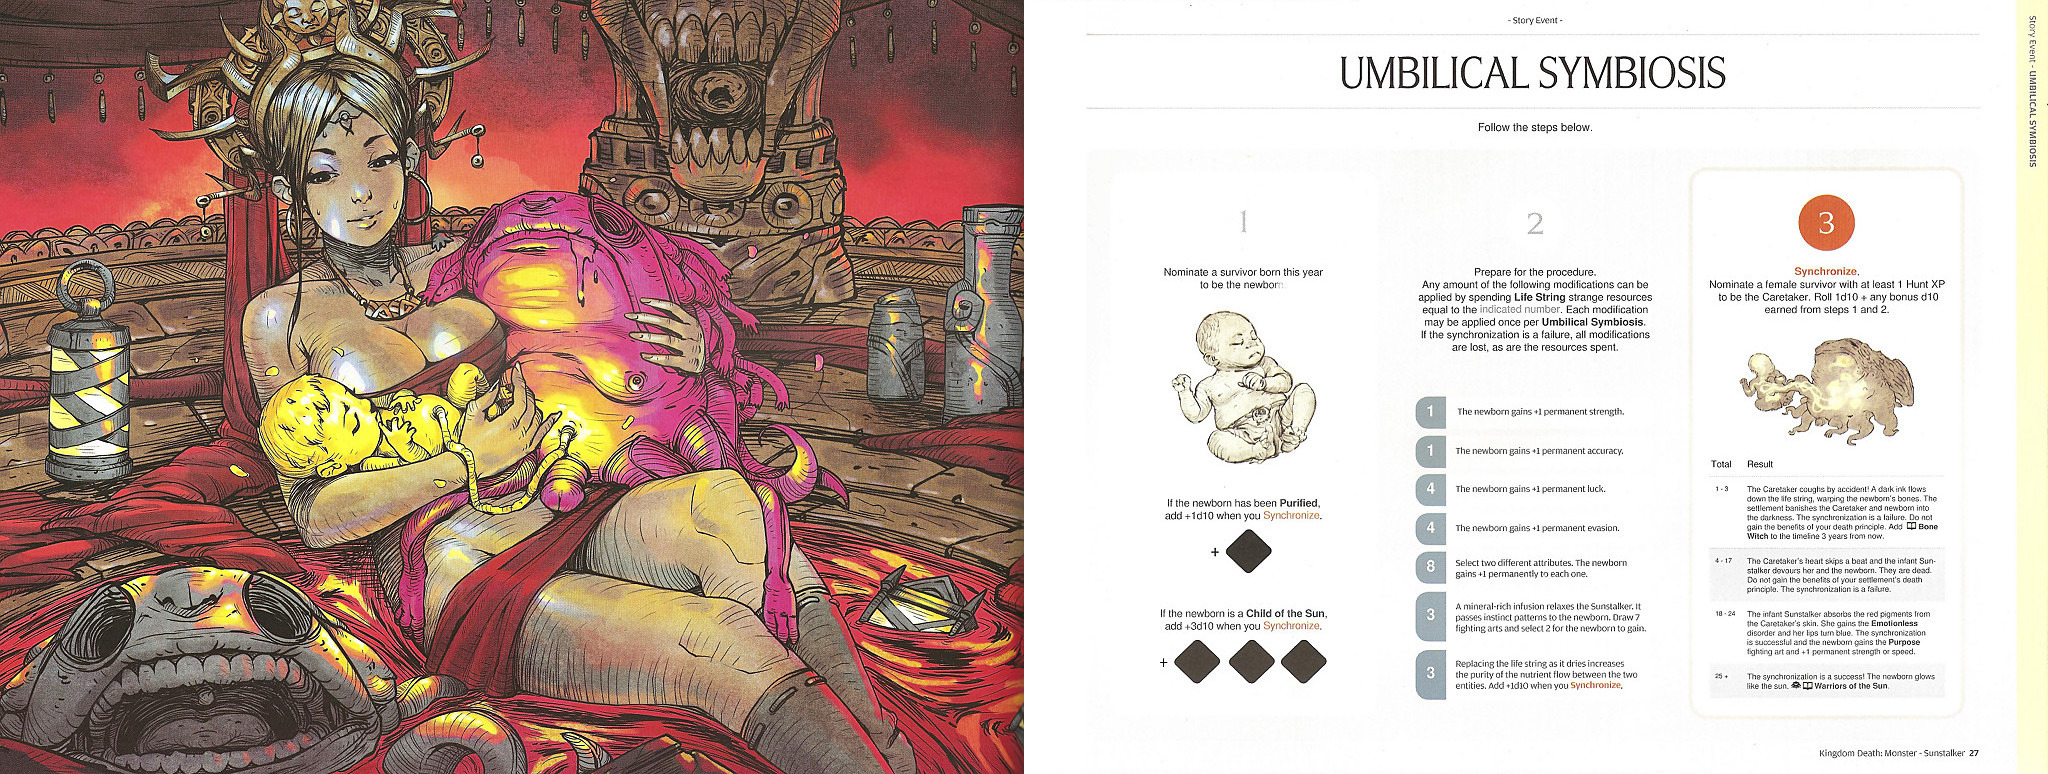 - Story Event -
UMBILICAL SYMBIOSIS
Follow the steps below.
1
Nominate a survivor born this year
to be the newborn.
If the newborn has been Purified,
add +1d10 when you Synchronize.
+
If the newborn is a Child of the Sun,
add +3d10 when you Synchronize.
+
2
Prepare for the procedure.
Any amount of the following modifications can be
applied by spending Life String strange resources
equal to the indicated number. Each modification
may be applied once per Umbilical Symbiosis.
If the synchronization is a failure, all modifications
are lost, as are the resources spent.
1 The newborn gains +1 permanent strength.
1 The newborn gains +1 permanent accuracy.
4 The newborn gains +1 permanent luck.
4 The newborn gains +1 permanent evasion.
8 Select two different attributes. The newborn
gains +1 permanently to each one.
3 A mineral-rich infusion relaxes the Sunstalker. It
passes instinct patterns to the newborn. Draw 7
fighting arts and select 2 for the newborn to gain.
3 Replacing the life string as it dries increases
the purity of the nutrient flow between the two
entities. Add +1d10 when you Synchronize.
3
Synchronize.
Nominate a female survivor with at least 1 Hunt XP
to be the Caretaker. Roll 1d10 + any bonus d10
earned from steps 1 and 2.
Total Result
1 - 3 The Caretaker coughs by accident! A dark ink flows
down the life string, warping the newborn's bones. The
settlement banishes the Caretaker and newborn into
the darkness. The synchronization is a failure. Do not
gain the benefits of your death principle. Add Bone
Witch to the timeline 3 years from now.
4 - 17 The Caretaker's heart skips a beat and the infant Sun-
stalker devours her and the newborn. They are dead.
Do not gain the benefits of your settlement's death
principle. The synchronization is a failure.
18 - 24 The infant Sunstalker absorbs the red pigments from
the Caretaker's skin. She gains the Emotionless
disorder and her lips turn blue. The synchronization
is successful and the newborn gains the Purpose
fighting art and +1 permanent strength or speed.
25 + The synchronization is a success! The newborn glows
like the sun. Warriors of the Sun.
Kingdom Death: Monster - Sunstalker 27
Story Event - UMBILICAL SYMBIOSIS